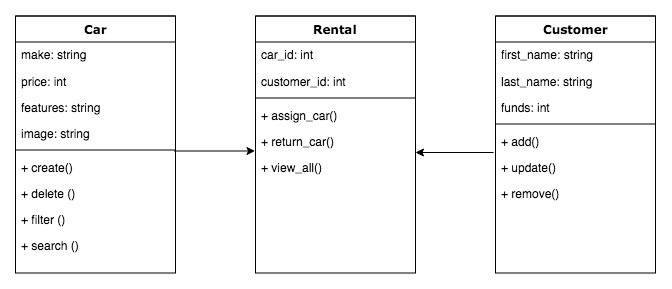 Car
make: string
price: int
features: string
image: string
+ create()
+ delete ()
+ filter ()
+ search ()
Rental
car_id: int
customer_id: int
+ assign_car()
+ return_car()
+ view_all()
Customer
first_name: string
last_name: string
funds: int
+ add()
+ update()
+ remove()